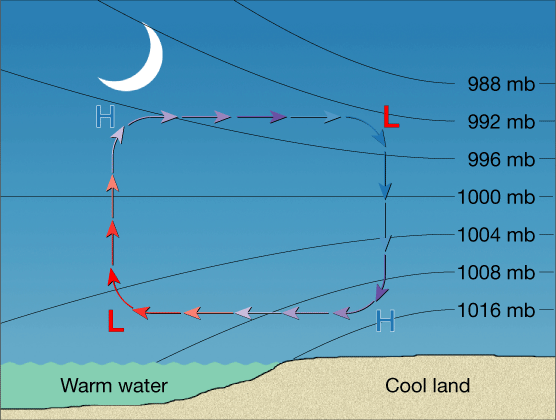 988 mb
H
L
992 mb
996 mb
1000 mb
1004 mb
1008 mb
1016 mb
L
H
Warm water
Cool land